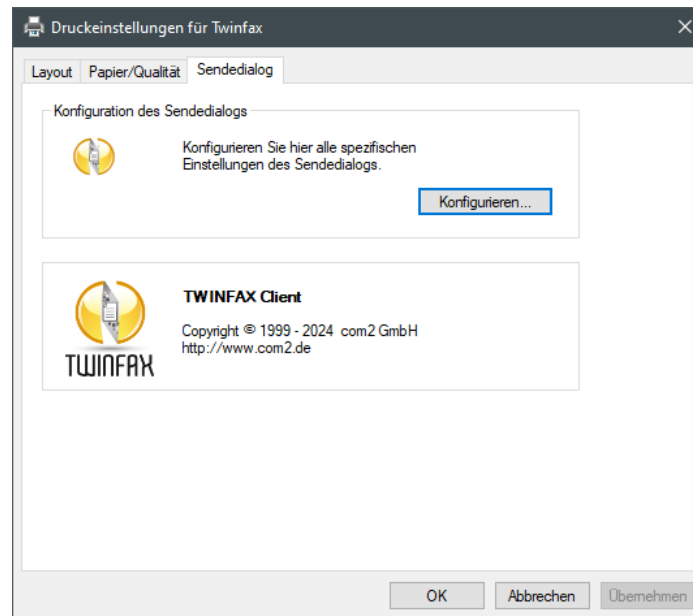 Druckeinstellungen für Twinfax
Layout Papier/Qualität Sendedialog
Konfiguration des Sendedialogs
Konfigurieren Sie hier alle spezifischen
Einstellungen des Sendedialogs.
Konfigurieren...
TWINFAX Client
Copyright © 1999 - 2024 com2 GmbH
http://www.com2.de
TWINFAX
OK Abbrechen Übernehmen